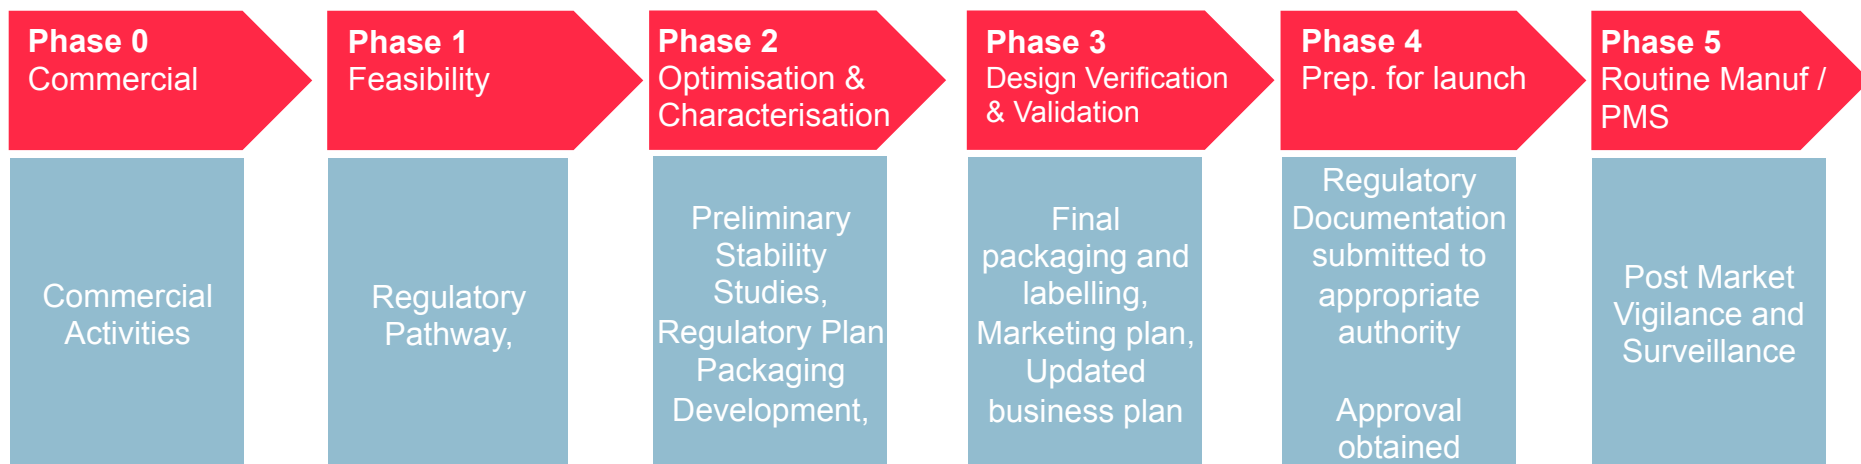 Phase 0
Commercial
Phase 1
Feasibility
Phase 2
Optimisation &
Characterisation
Phase 3
Design Verification
& Validation
Phase 4
Prep. for launch
Phase 5
Routine Manuf /
PMS
Commercial
Activities
Regulatory
Pathway,
Preliminary
Stability
Studies,
Regulatory Plan
Packaging
Development,
Final
packaging and
labelling,
Marketing plan,
Updated
business plan
Regulatory
Documentation
submitted to
appropriate
authority
Approval
obtained
Post Market
Vigilance and
Surveillance